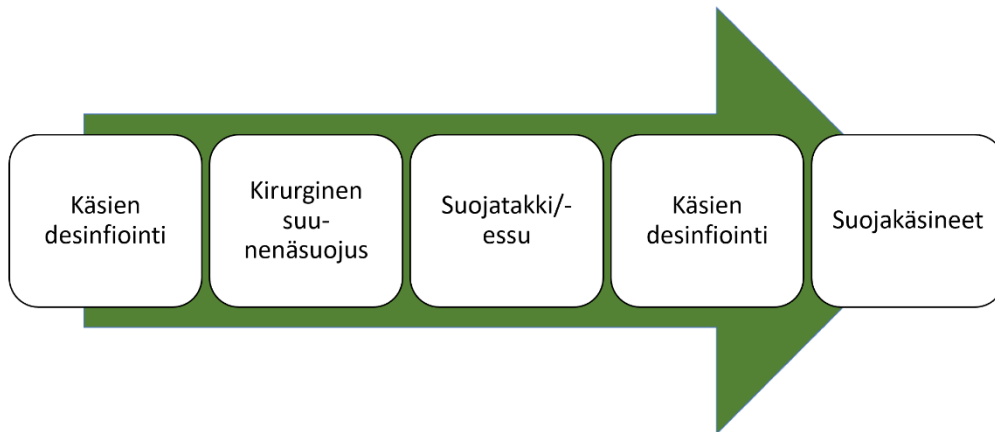 Käsien
desinfiointi
Kirurginen
suu-
nenäsuojus
Suojatakki/-
essu
Käsien
desinfiointi
Suojakäsineet